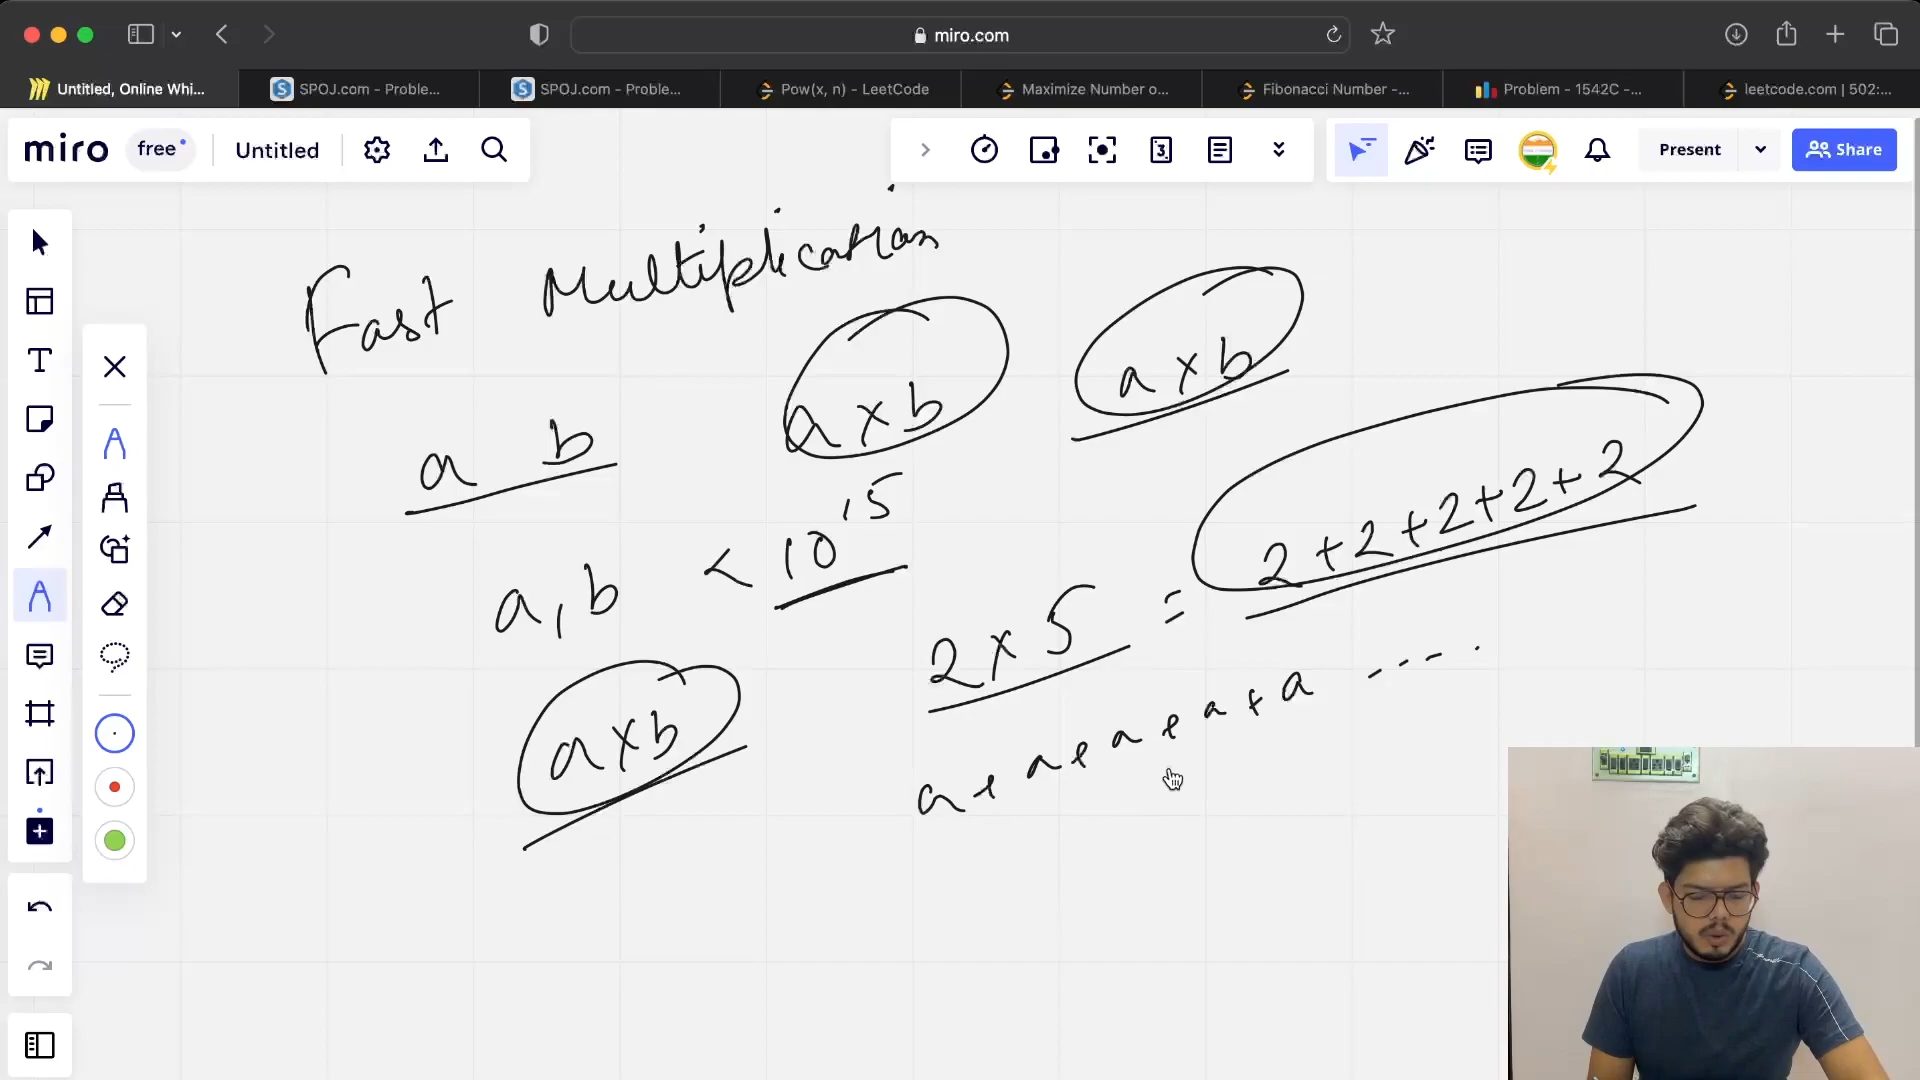 miro.com
Untitled, Online Whi...
SPOJ.com - Proble...
SPOJ.com - Proble...
Pow(x, n) - LeetCode
Maximize Number o...
Fibonacci Number -...
Problem - 1542C -...
leetcode.com | 502:...
miro free Untitled
3
Present
Share
Fast Multiplication
a b
a x b
a x b
a, b < 10^15
2 x 5 = 2+2+2+2+2
a x b
a + a + a + a + a ----.